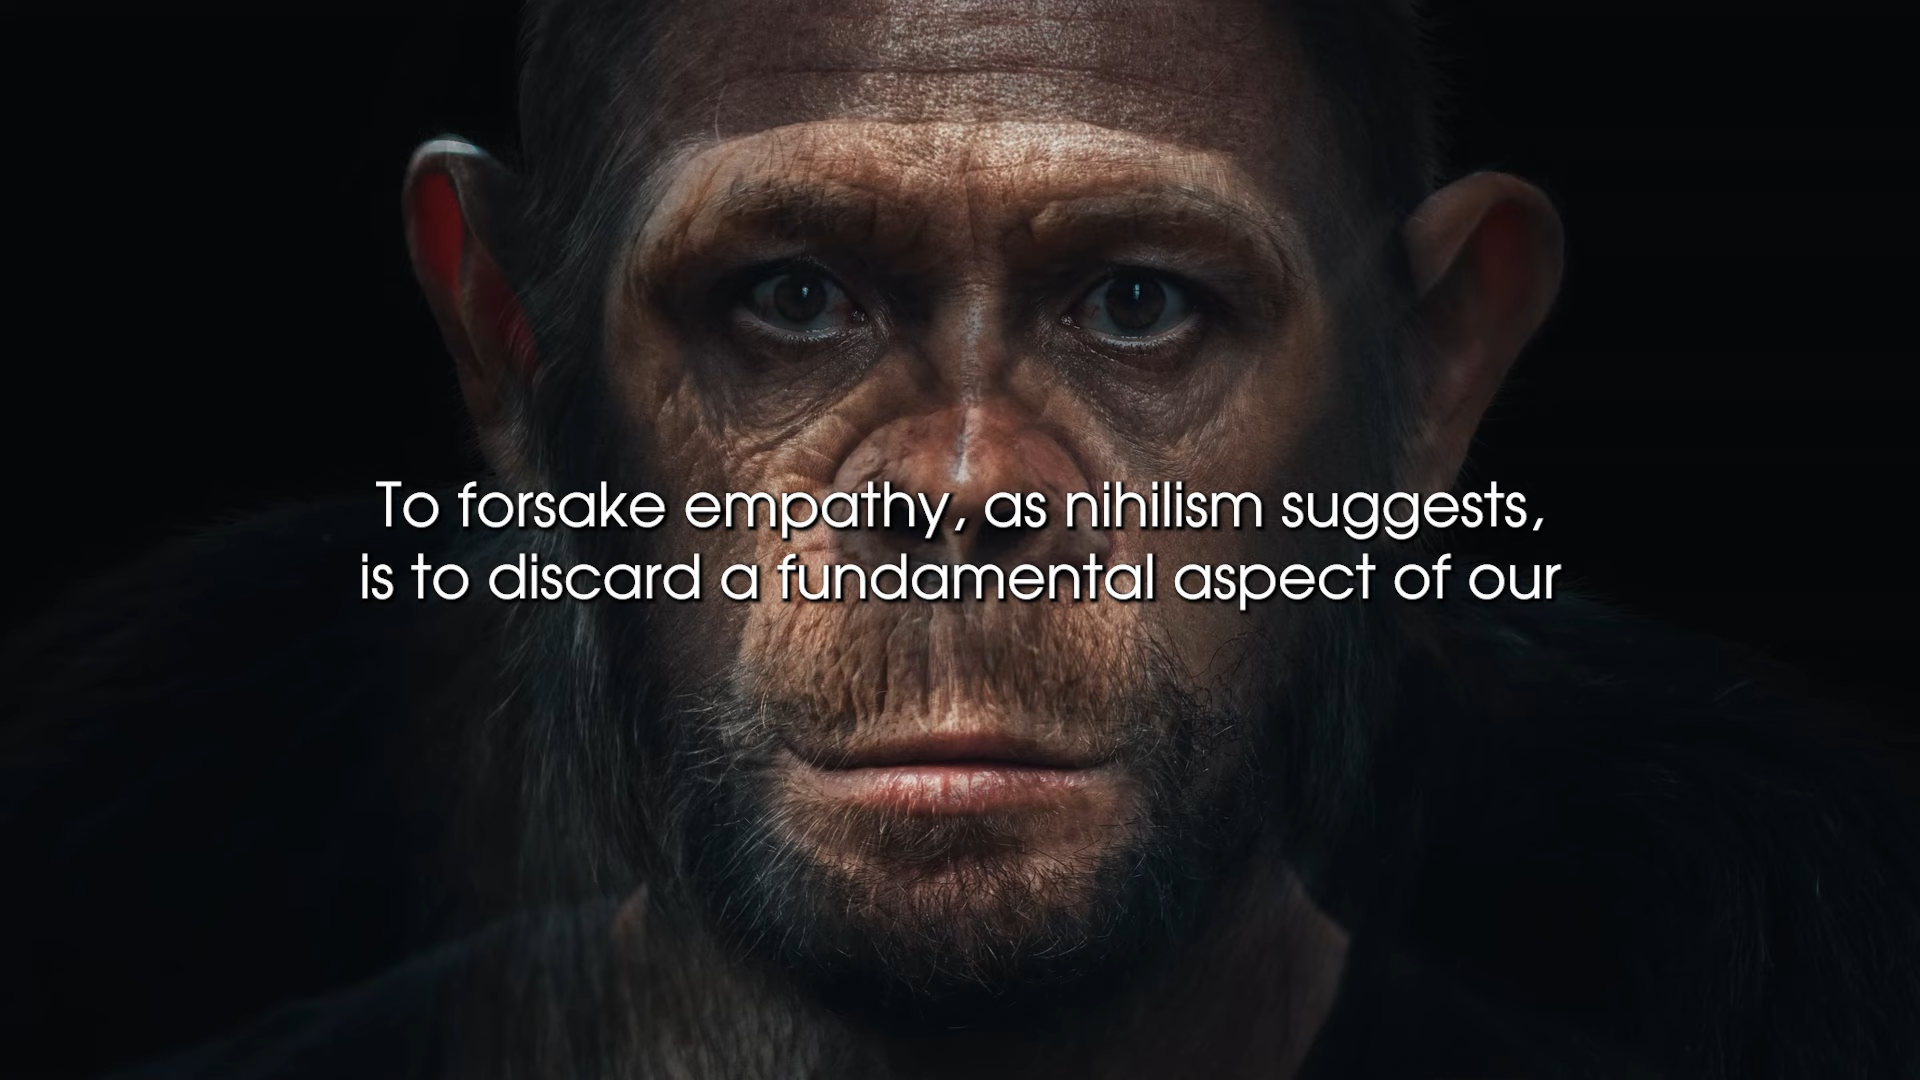 To forsake empathy, as nihilism suggests,
is to discard a fundamental aspect of our